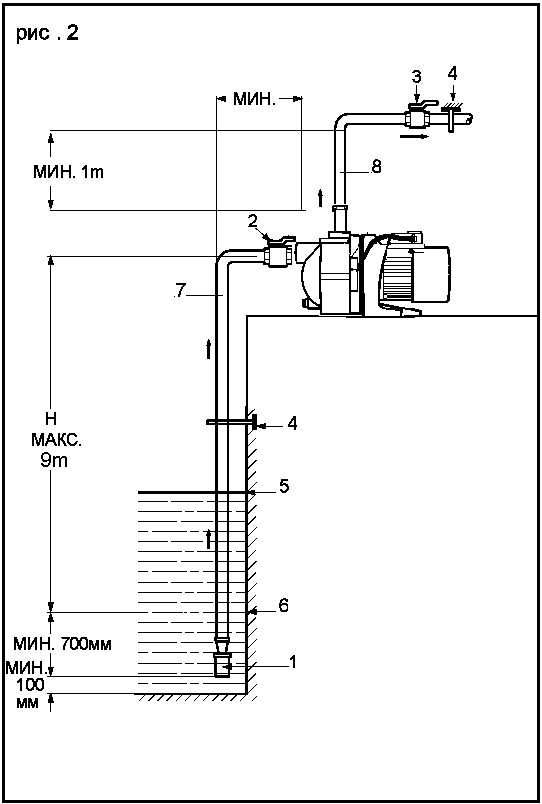 рис . 2
3
4
МИН.
МИН. 1m
8
2
7
Н
МАКС.
9m
4
5
6
МИН. 700мм
МИН.
100
мм
1